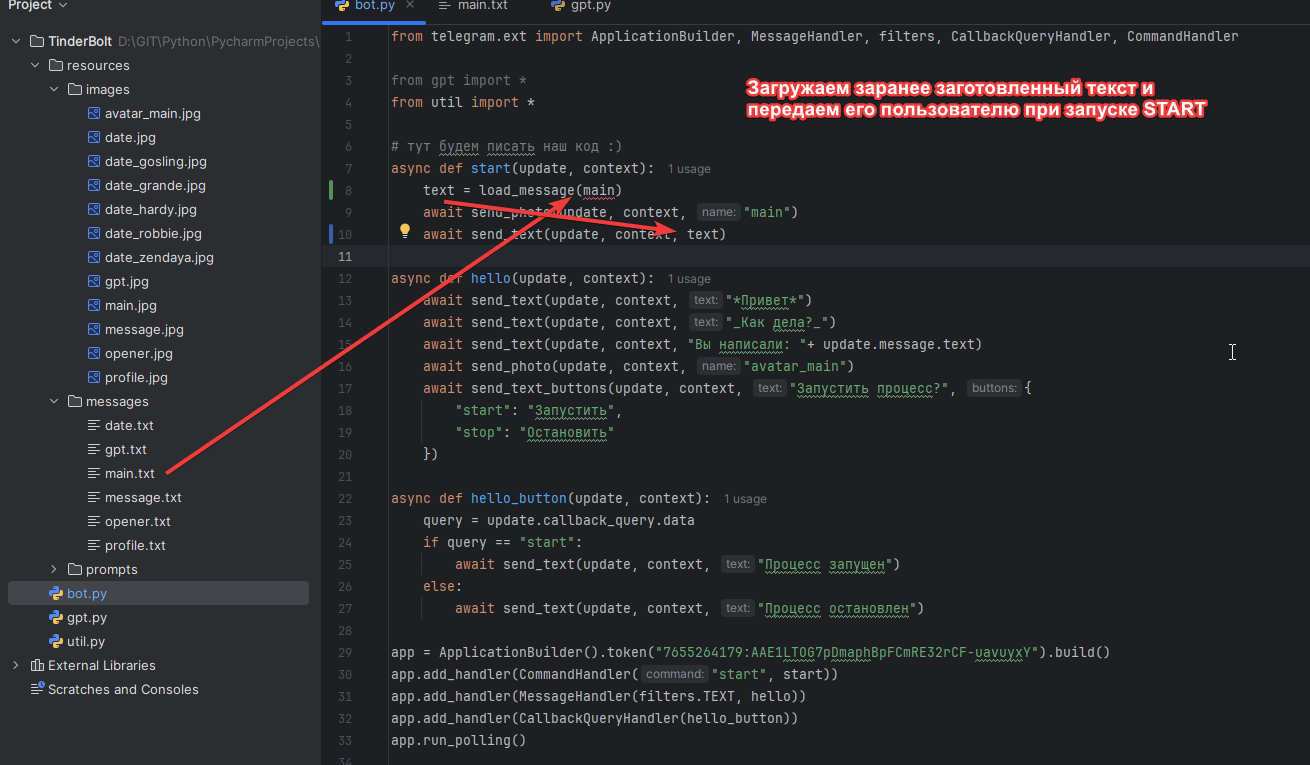 Project
TinderBolt D:\GIT\Python\PycharmProjects\
resources
images
avatar_main.jpg
date.jpg
date_gosling.jpg
date_grande.jpg
date_hardy.jpg
date_robbie.jpg
date_zendaya.jpg
gpt.jpg
main.jpg
message.jpg
opener.jpg
profile.jpg
messages
date.txt
gpt.txt
main.txt
message.txt
opener.txt
profile.txt
prompts
bot.py
gpt.py
util.py
External Libraries
Scratches and Consoles
bot.py main.txt gpt.py
1 from telegram.ext import ApplicationBuilder, MessageHandler, filters, CallbackQueryHandler, CommandHandler
2
3 from gpt import *
4 from util import *
5
Загружаем заранее заготовленный текст и
передаем его пользователю при запуске START
6 # тут будем писать наш код :)
7 async def start(update, context): 1 usage
8 text = load_message(main)
9 await send_photo(update, context, name: "main")
10 await send_text(update, context, text)
11
12 async def hello(update, context): 1 usage
13 await send_text(update, context, text: "*Привет*")
14 await send_text(update, context, text: "_Как дела?_")
15 await send_text(update, context, "Вы написали: "+ update.message.text)
16 await send_photo(update, context, name: "avatar_main")
17 await send_text_buttons(update, context, text: "Запустить процесс?", buttons: {
18 "start": "Запустить",
19 "stop": "Остановить"
20 })
21
22 async def hello_button(update, context): 1 usage
23 query = update.callback_query.data
24 if query == "start":
25 await send_text(update, context, text: "Процесс запущен")
26 else:
27 await send_text(update, context, text: "Процесс остановлен")
28
29 app = ApplicationBuilder().token("7655264179:AAE1LTOG7pDmaphBpFCmRE32rCF-uavuyxY").build()
30 app.add_handler(CommandHandler( command: "start", start))
31 app.add_handler(MessageHandler(filters.TEXT, hello))
32 app.add_handler(CallbackQueryHandler(hello_button))
33 app.run_polling()
34